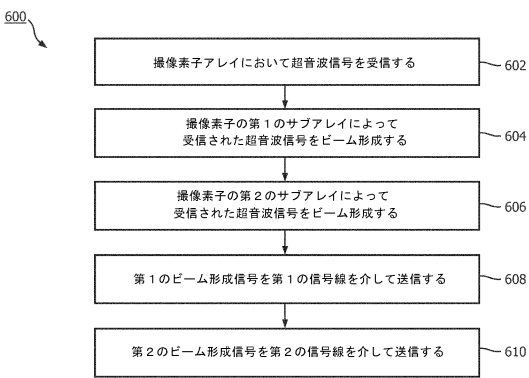 600
撮像素子アレイにおいて超音波信号を受信する
602
撮像素子の第1のサブアレイによって
受信された超音波信号をビーム形成する
604
撮像素子の第2のサブアレイによって
受信された超音波信号をビーム形成する
606
第1のビーム形成信号を第1の信号線を介して送信する
608
第2のビーム形成信号を第2の信号線を介して送信する
610